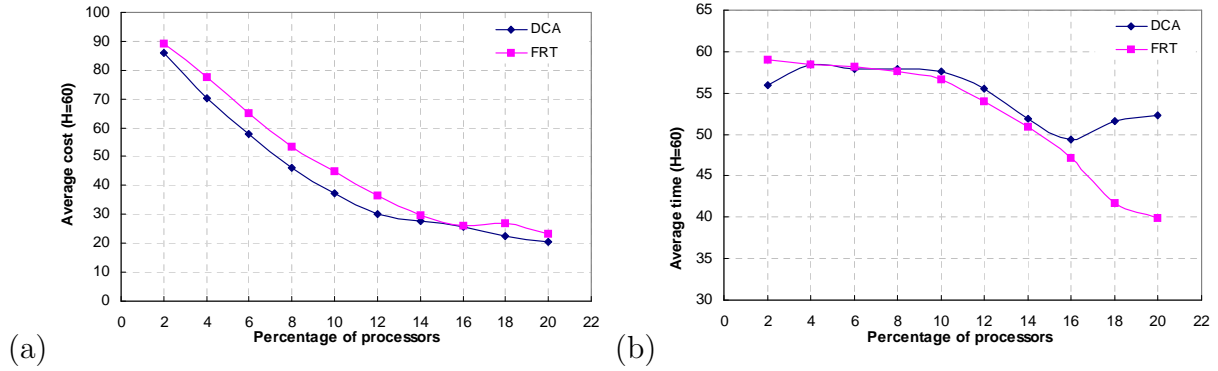 100
90
80
70
60
50
40
30
20
10
0
Average cost (H=60)
DCA
FRT
0 2 4 6 8 10 12 14 16 18 20 22
Percentage of processors
(a)
65
60
55
50
45
40
35
30
Average time (H=60)
DCA
FRT
0 2 4 6 8 10 12 14 16 18 20 22
Percentage of processors
(b)